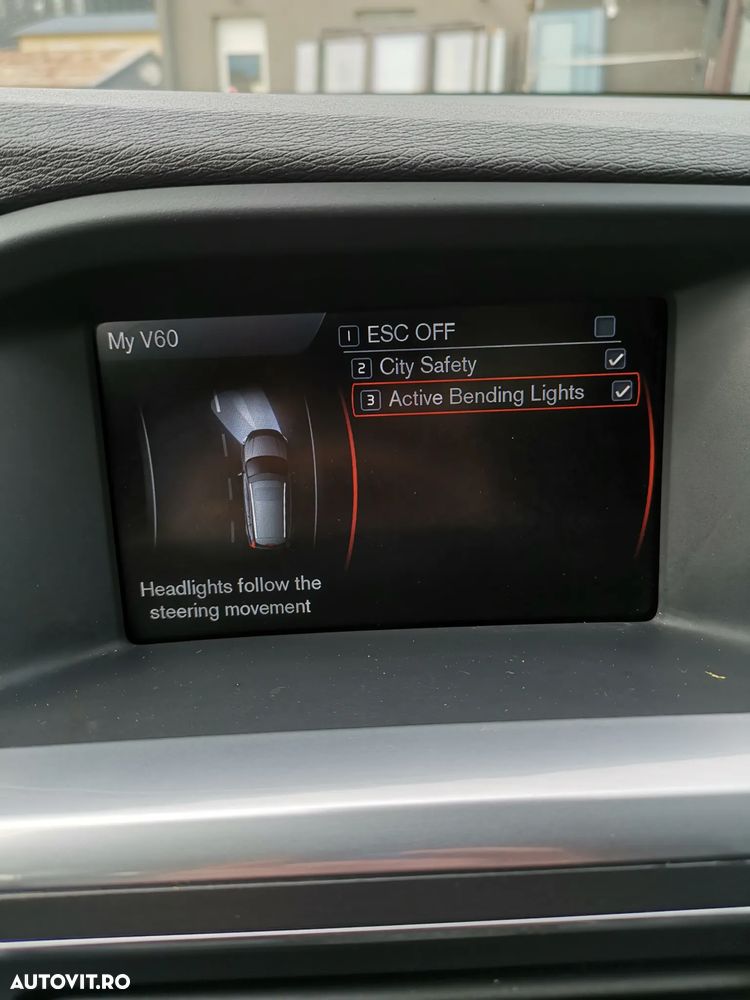 My V60
1 ESC OFF
2 City Safety
3 Active Bending Lights
Headlights follow the
steering movement
AUTOVIT.RO